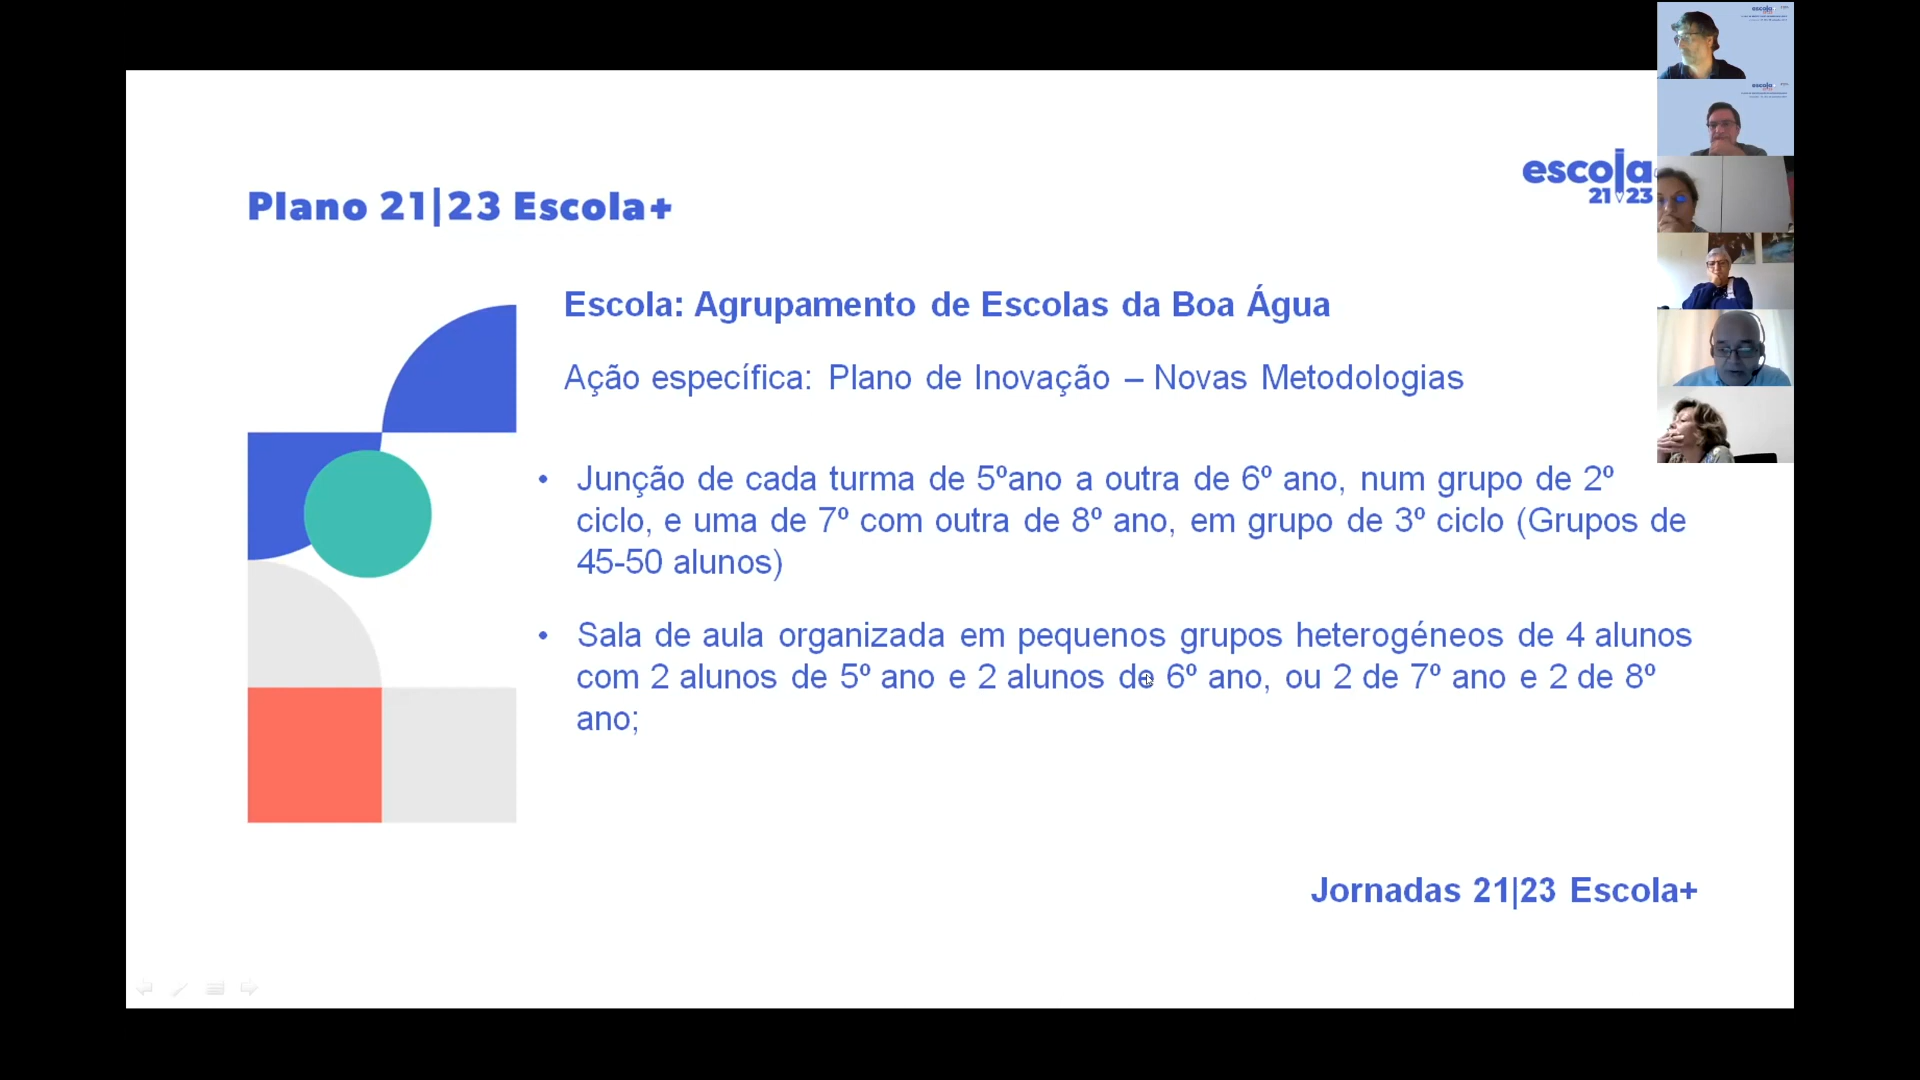 Plano 21|23 Escola+
escola
21 23
Escola: Agrupamento de Escolas da Boa Água
Ação específica: Plano de Inovação – Novas Metodologias
• Junção de cada turma de 5ºano a outra de 6º ano, num grupo de 2º
ciclo, e uma de 7º com outra de 8º ano, em grupo de 3º ciclo (Grupos de
45-50 alunos)
• Sala de aula organizada em pequenos grupos heterogéneos de 4 alunos
com 2 alunos de 5º ano e 2 alunos de 6º ano, ou 2 de 7º ano e 2 de 8º
ano;
Jornadas 21|23 Escola+
escola
escola